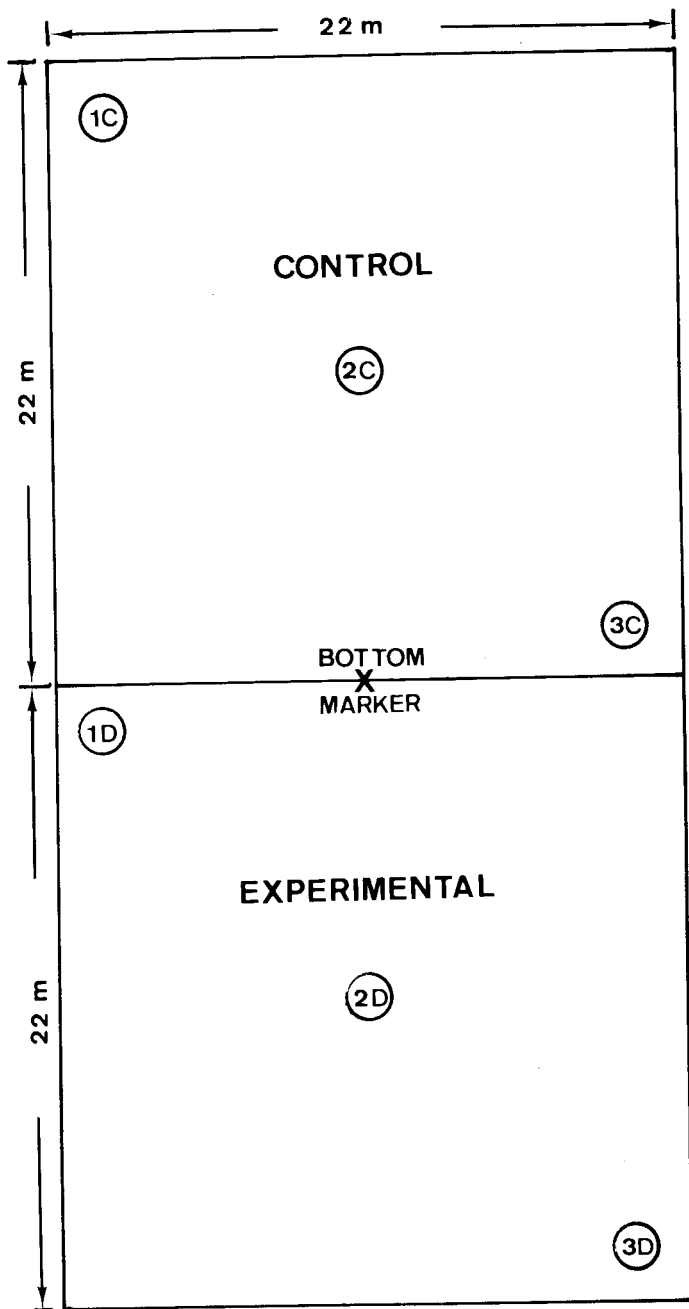 22 m
1C
CONTROL
2C
22 m
3C
BOTTOM
X
MARKER
1D
EXPERIMENTAL
2D
22 m
3D